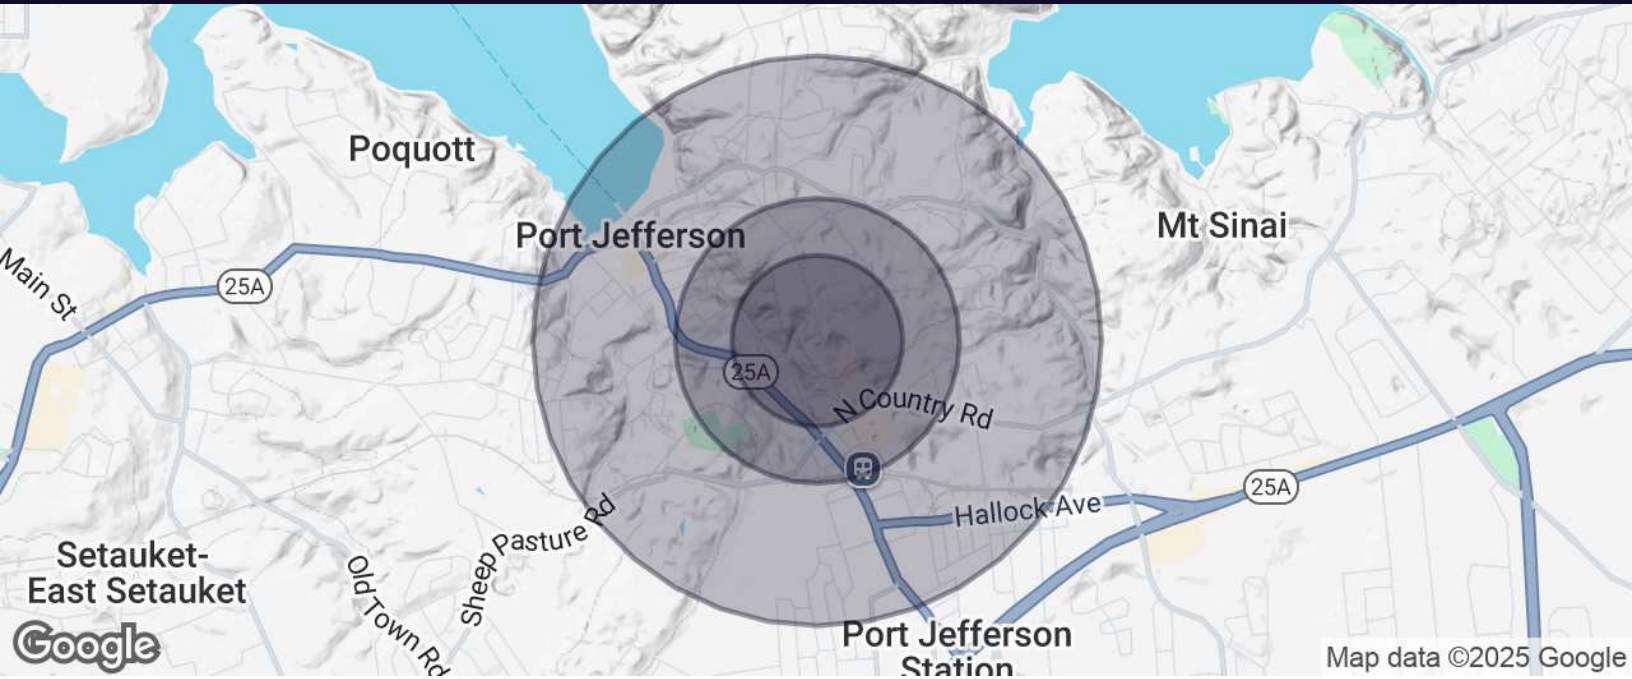 Poquott
Port Jefferson
Mt Sinai
Main St
25A
25A
N Country Rd
25A
Hallock Ave
Sheep Pasture Rd
Setauket-
East Setauket
Old Town Rd
Port Jefferson
Station
Google
Map data ©2025 Google